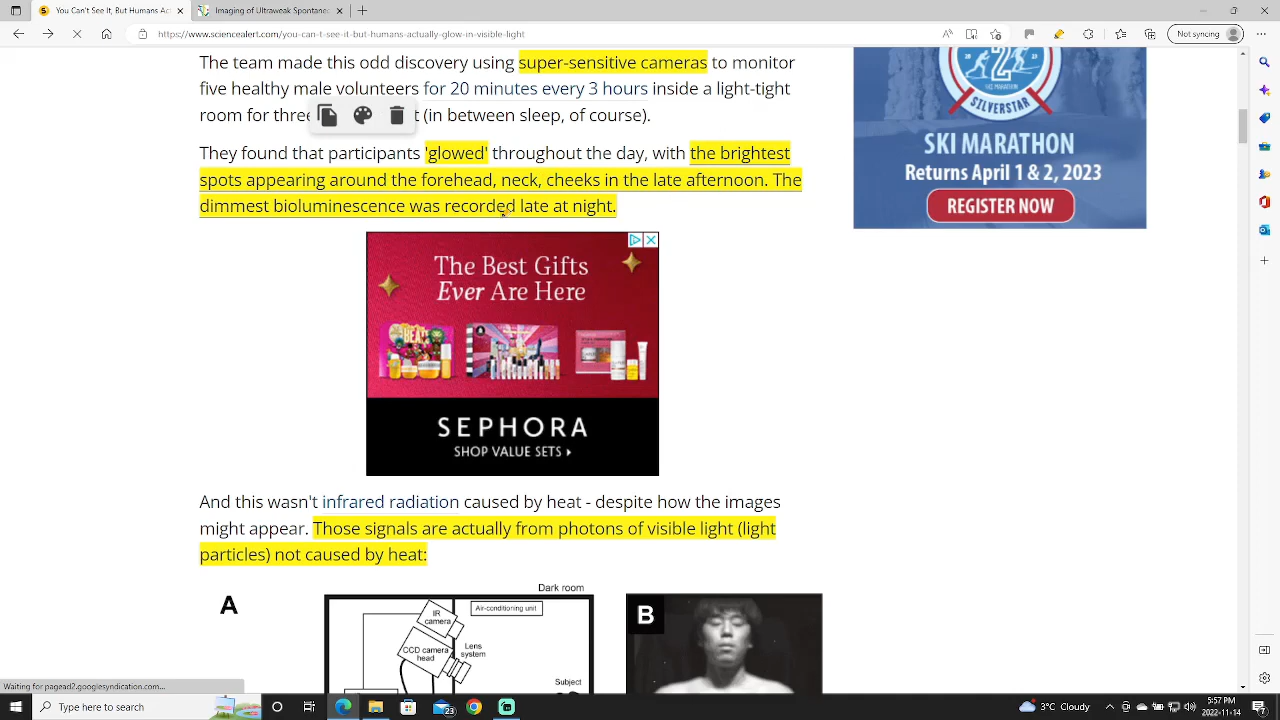 You Can't See It, But Humans Act
Imaging of Ultraweak Spontaneou
https://www.sciencealert.com/you-can-t-see-it-but-humans-actually-glow-in-visible-light
Not syncing
The team made this odd discovery using super-sensitive cameras to monitor
five healthy male volunteers for 20 minutes every 3 hours inside a light-tight
room for three t (in between sleep, of course).
They found that participants 'glowed' throughout the day, with the brightest
spots appearing around the forehead, neck, cheeks in the late afternoon. The
dimmest bioluminescence was recorded late at night.
2
SILVERSTAR
SKI MARATHON
Returns April 1 & 2, 2023
REGISTER NOW
The Best Gifts
Ever Are Here
SEPHORA
SHOP VALUE SETS
And this wasn't infrared radiation caused by heat - despite how the images
might appear. Those signals are actually from photons of visible light (light
particles) not caused by heat:
A
Dark room
Air-conditioning unit
IR
camera
CCD camera
head
Lens
system
Subject
B
Waiting for pagead2.googlesyndication.com...
Type here to search
0°C Cloudy
ENG
5:57 PM
2022-11-14